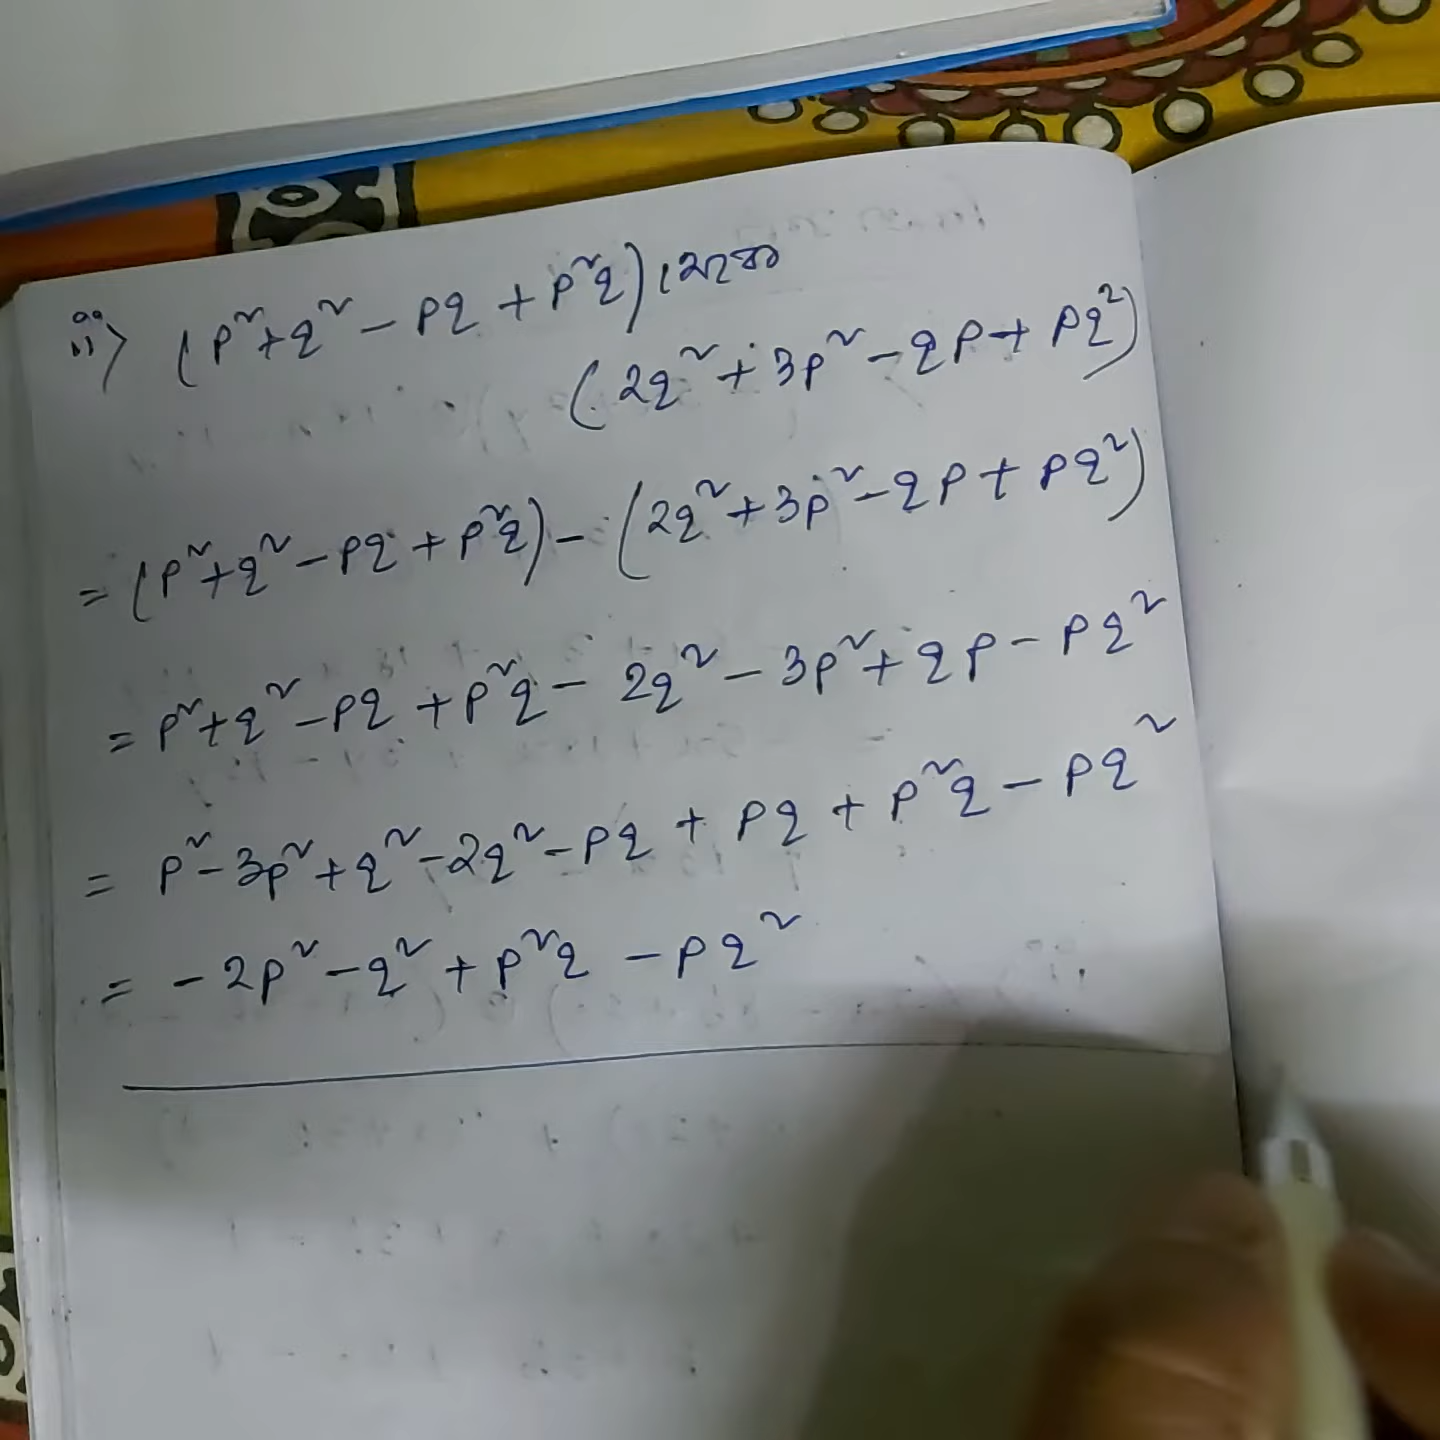 ii) (p² + q² - pq + p²q) থেকে
(2q² + 3p² - qp + pq²)
= (p² + q² - pq + p²q) - (2q² + 3p² - qp + pq²)
= p² + q² - pq + p²q - 2q² - 3p² + qp - pq²
= p² - 3p² + q² - 2q² - pq + pq + p²q - pq²
= - 2p² - q² + p²q - pq²